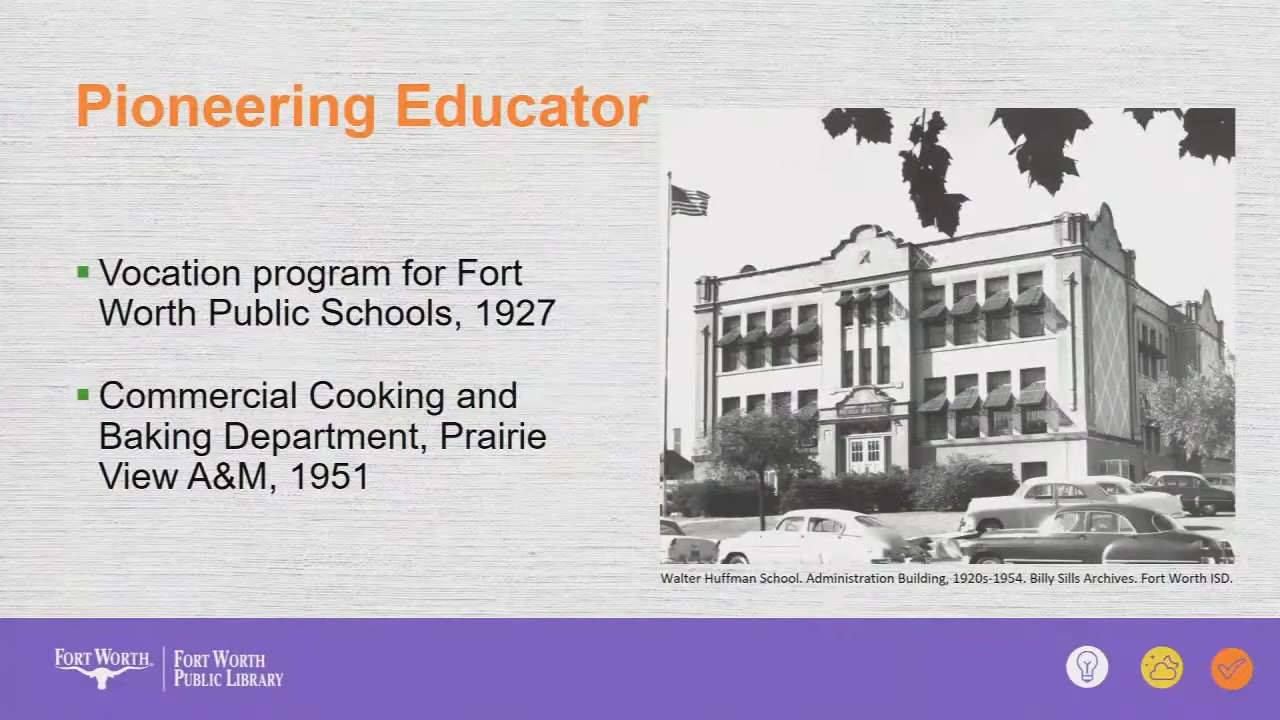 Pioneering Educator
Vocation program for Fort
Worth Public Schools, 1927
Commercial Cooking and
Baking Department, Prairie
View A&M, 1951
Walter Huffman School. Administration Building, 1920s-1954. Billy Sills Archives. Fort Worth ISD.
FORT WORTH®
FORT WORTH
PUBLIC LIBRARY